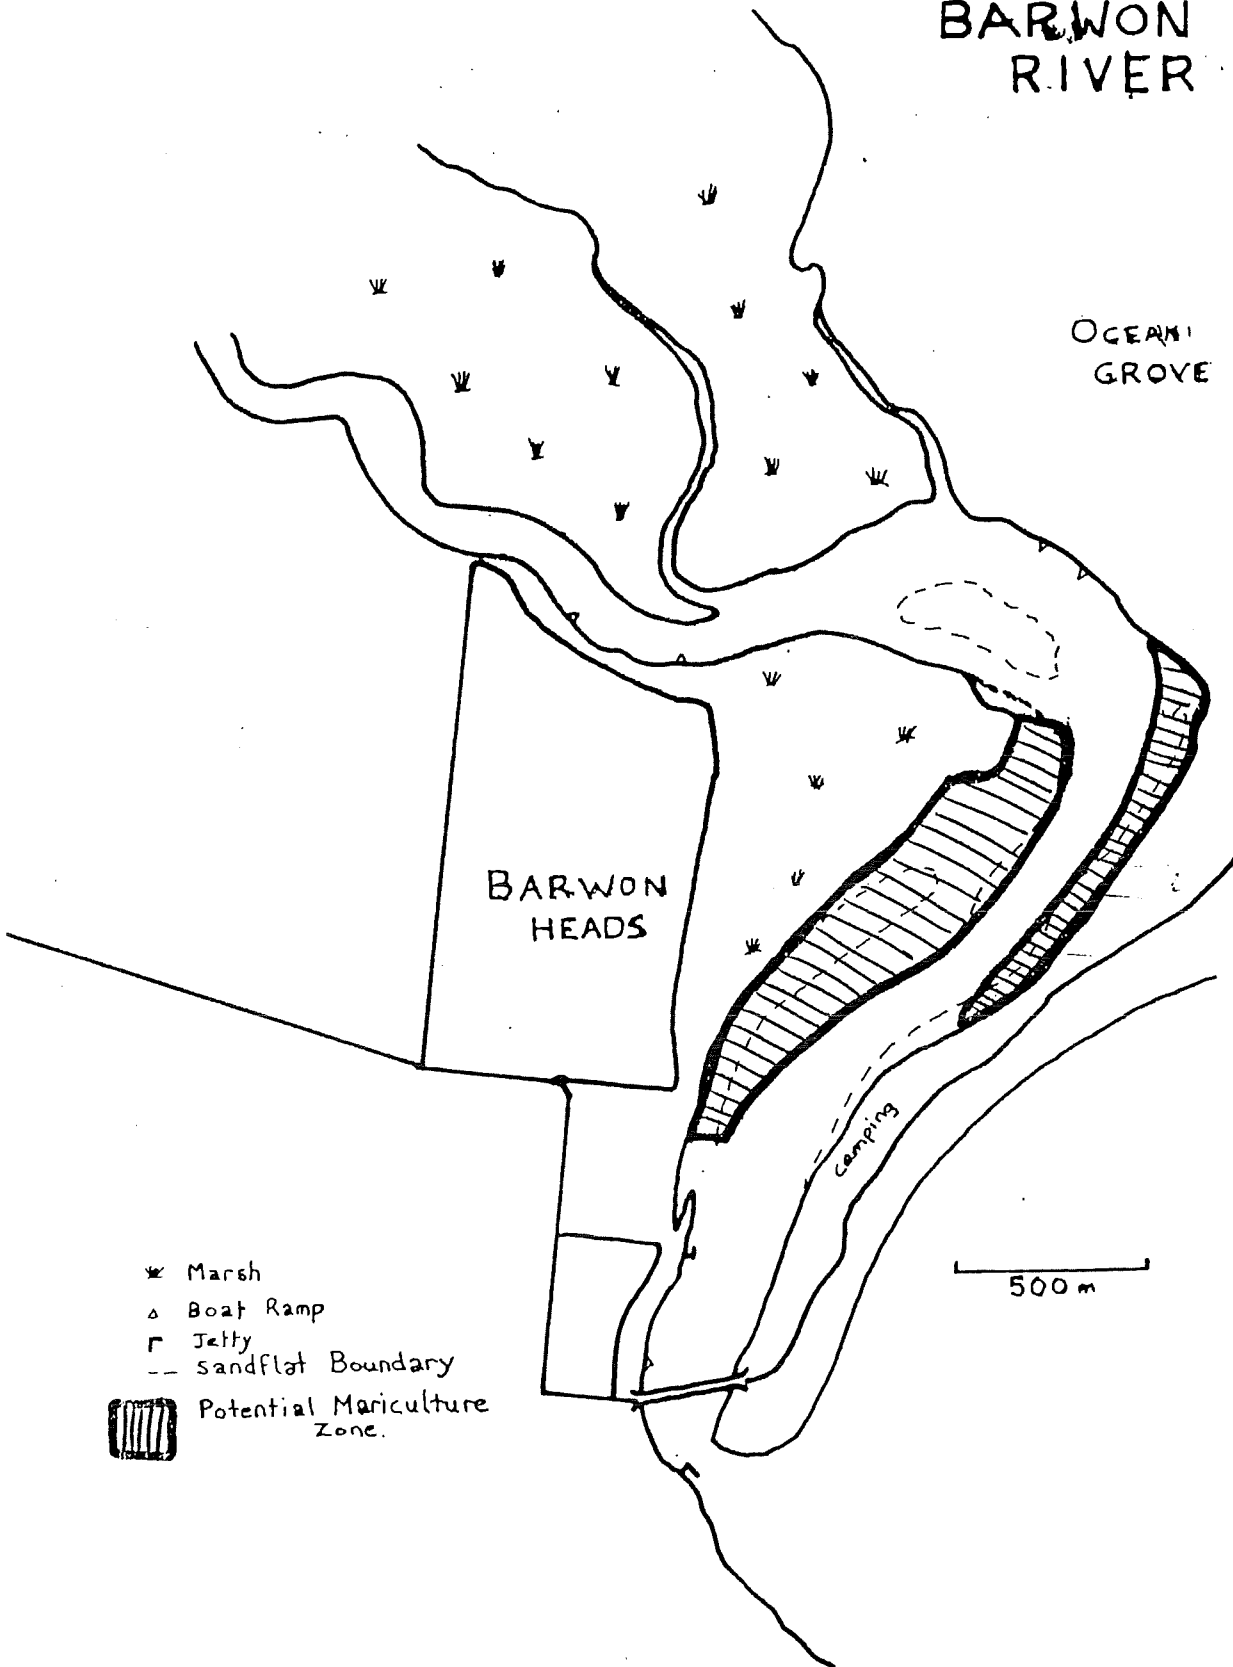 BARWON
RIVER
OCEAN
GROVE
BARWON
HEADS
camping
500 m
Marsh
Boat Ramp
Jetty
Sandflat Boundary
Potential Mariculture
Zone.